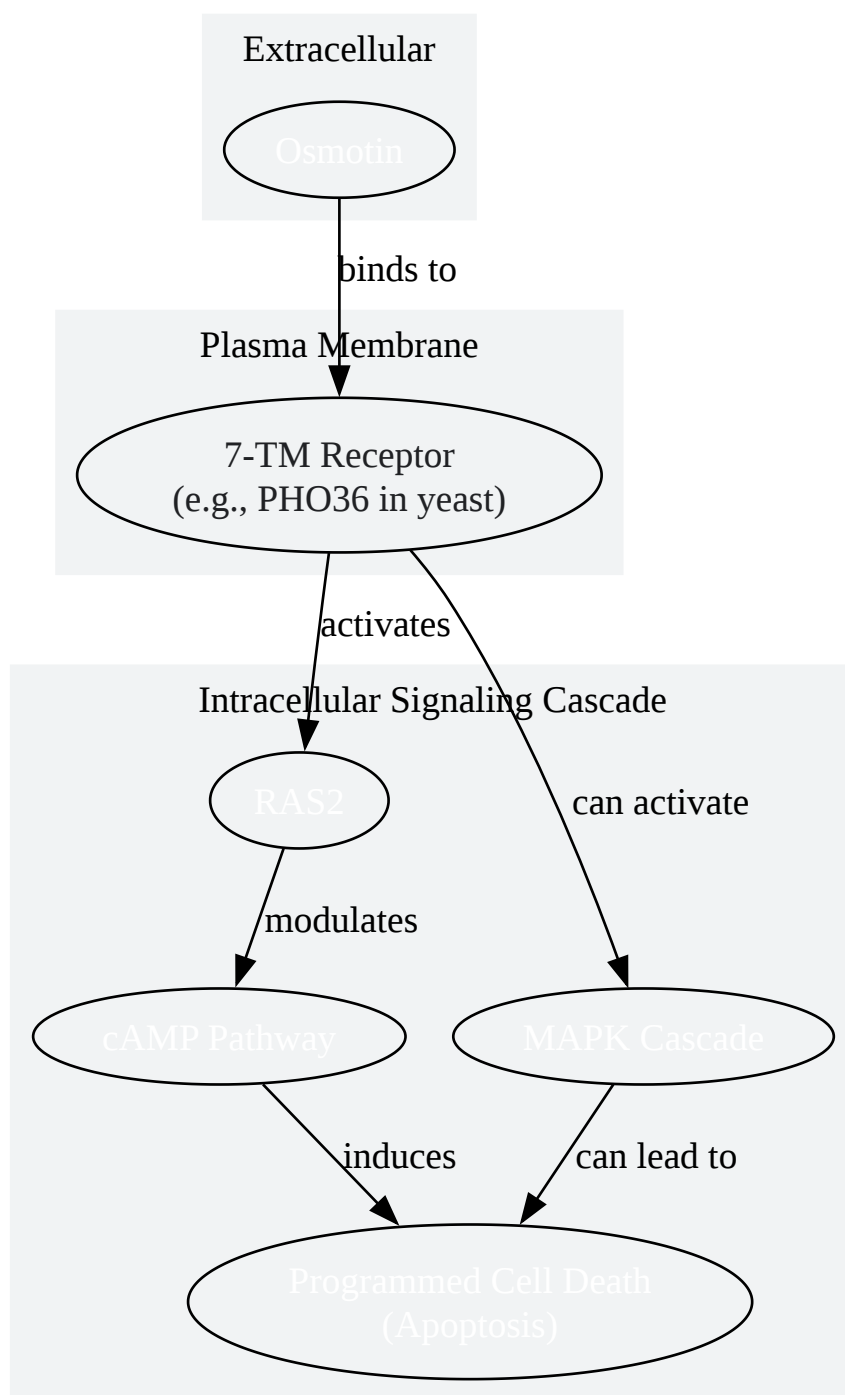 Extracellular
Osmotin
binds to
Plasma Membrane
7-TM Receptor
(e.g., PHO36 in yeast)
activates
Intracellular Signaling Cascade
RAS2
can activate
modulates
cAMP Pathway
MAPK Cascade
induces
can lead to
Programmed Cell Death
(Apoptosis)